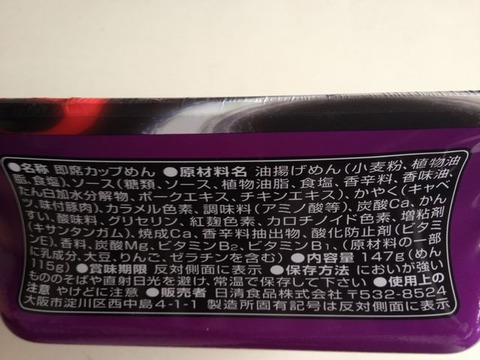 ●名称 即席カップめん ●原材料名 油揚げめん(小麦粉、植物油
脂、食塩)、ソース(糖類、ソース、植物油脂、食塩、香辛料、香味油、
たん白加水分解物、ポークエキス、チキンエキス)、かやく(キャベ
ツ、味付豚肉)、カラメル色素、調味料(アミノ酸等)、炭酸Ca、かん
すい、酸味料、グリセリン、紅麹色素、カロチノイド色素、増粘剤
(キサンタンガム)、焼成Ca、香辛料抽出物、酸化防止剤(ビタミ
ンE)、香料、炭酸Mg、ビタミンB₂、ビタミンB₁、(原材料の一部
に乳成分、大豆、りんご、ゼラチンを含む) ●内容量 147g(めん
115g) ●賞味期限 反対側面に表示 ●保存方法 においが強い
もののそばや直射日光を避け、常温で保存して下さい ●使用上の
注意 やけどに注意 ●販売者 日清食品株式会社 〒532-8524
大阪市淀川区西中島4-1-1 製造所固有記号は反対側面に表示